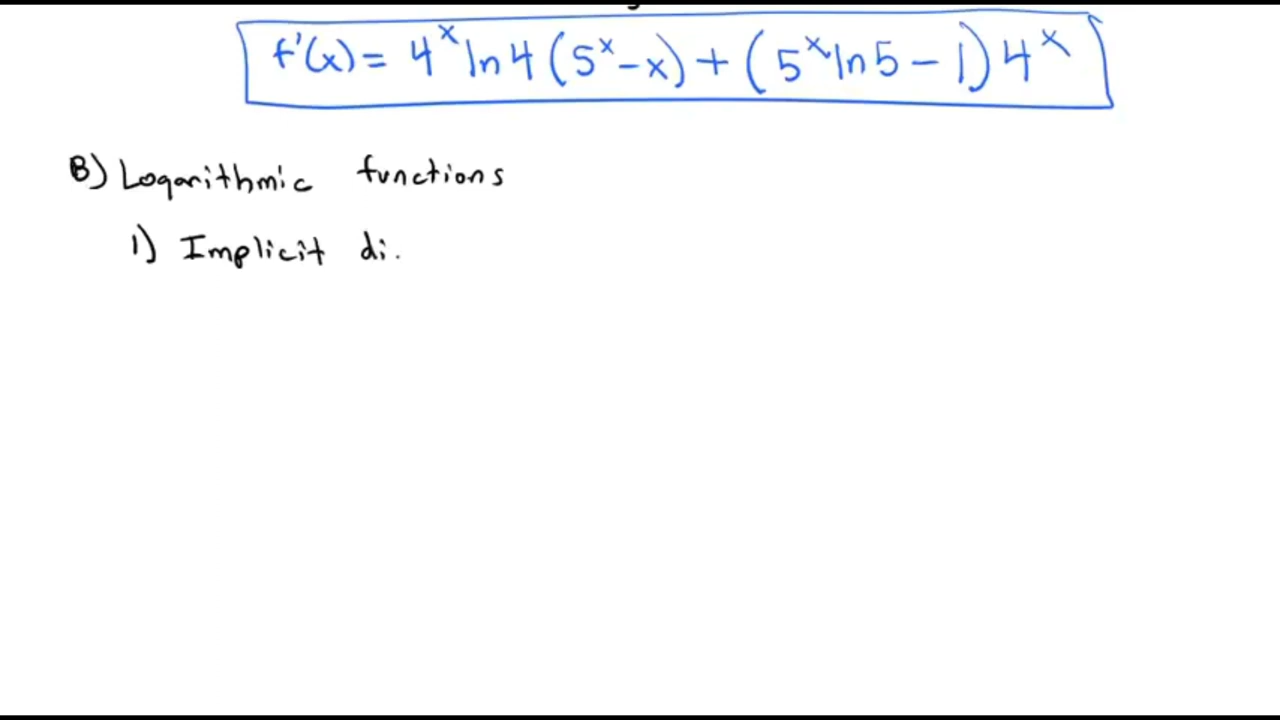 f'(x) = 4^x ln 4 (5^x - x) + (5^x ln 5 - 1) 4^x
B) Logarithmic functions
1) Implicit di